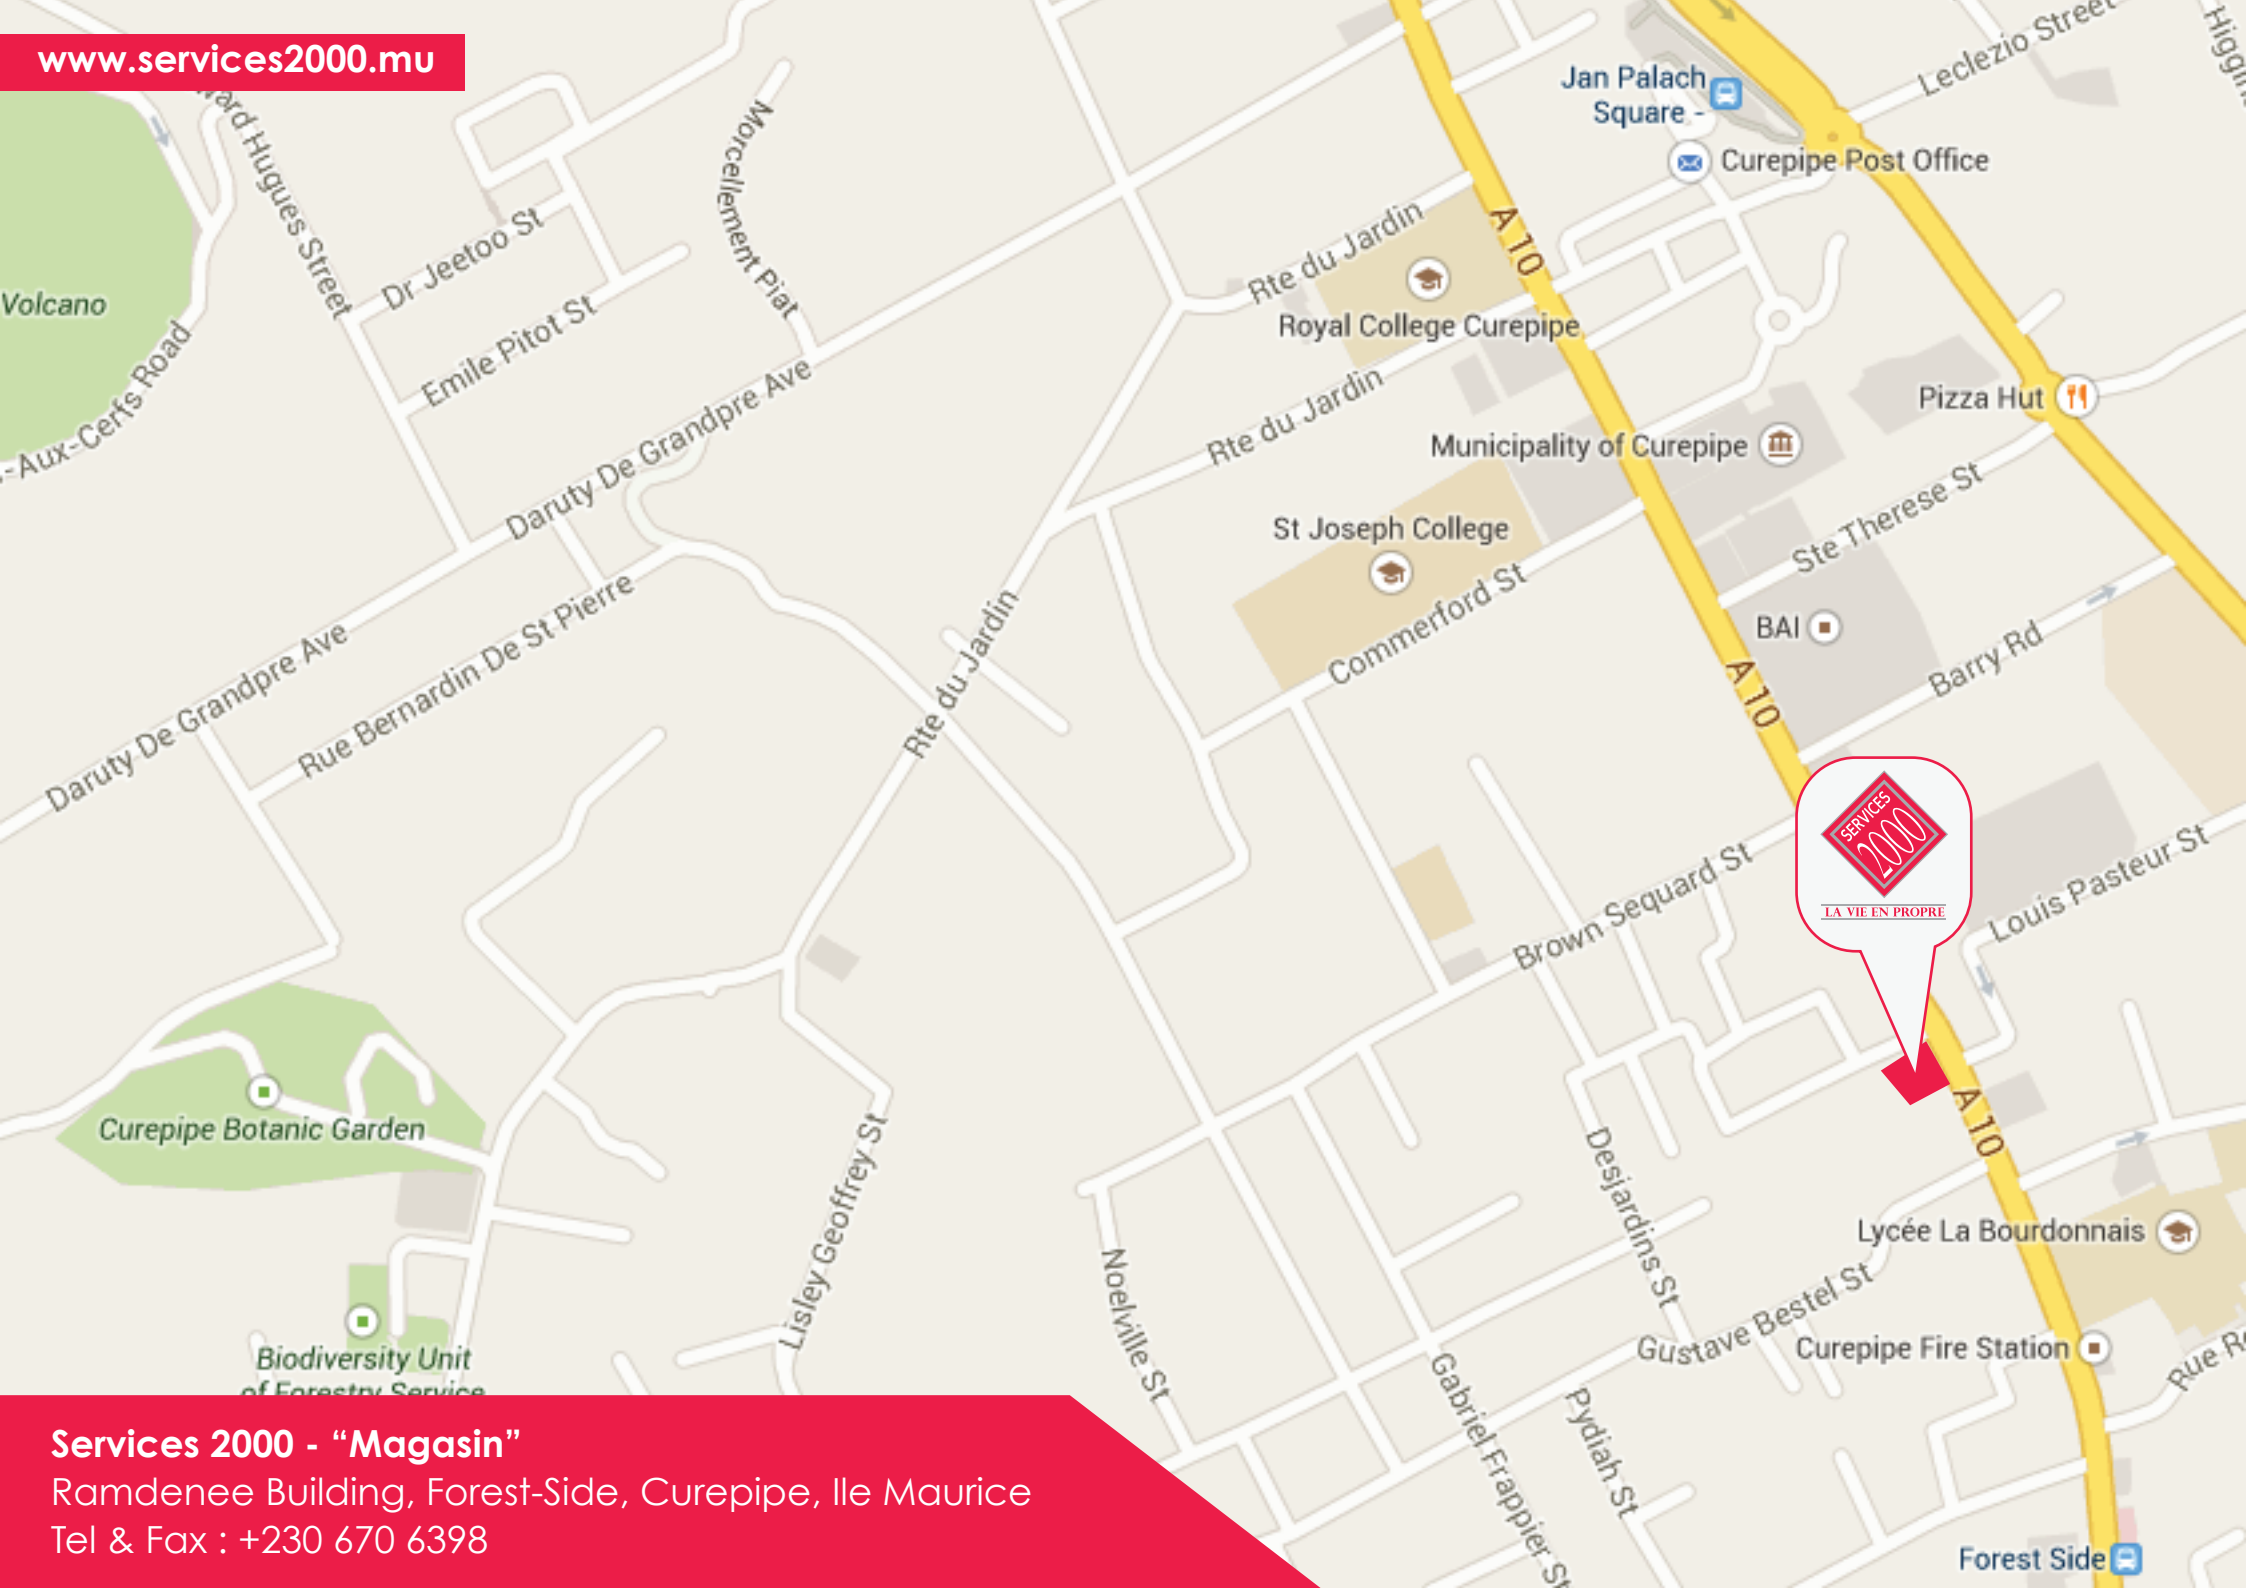 www.services2000.mu
Leclezio Street
Jan Palach
Square -
Curepipe Post Office
Hugues Street
Morcellement Piat
Dr Jeetoo St
Emile Pitot St
Volcano
-Aux-Cerfs Road
Rte du Jardin
A 10
Royal College Curepipe
Rte du Jardin
Pizza Hut
Municipality of Curepipe
Daruty De Grandpre Ave
Ste Therese St
St Joseph College
Commerford St
BAI
Barry Rd
A 10
Rte du Jardin
Rue Bernardin De St Pierre
Daruty De Grandpre Ave
SERVICES
2000
LA VIE EN PROPRE
Brown Sequard St
Louis Pasteur St
Curepipe Botanic Garden
A 10
Desjardins St
Lisley Geoffrey St
Lycée La Bourdonnais
Noelville St
Gustave Bestel St
Curepipe Fire Station
Rue
Biodiversity Unit
of Forestry Service
Gabriel Frappier St
Pydiah St
Forest Side
Services 2000 - “Magasin”
Ramdenee Building, Forest-Side, Curepipe, Ile Maurice
Tel & Fax : +230 670 6398